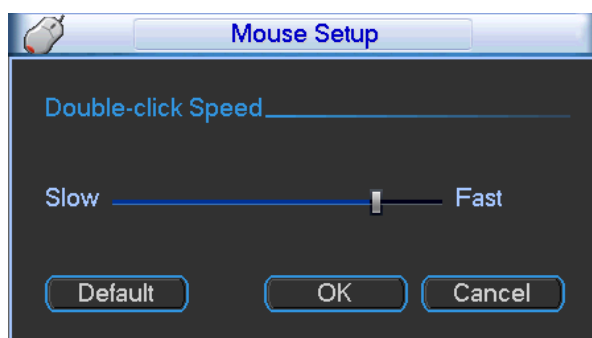 Mouse Setup
Double-click Speed
Slow Fast
Default OK Cancel